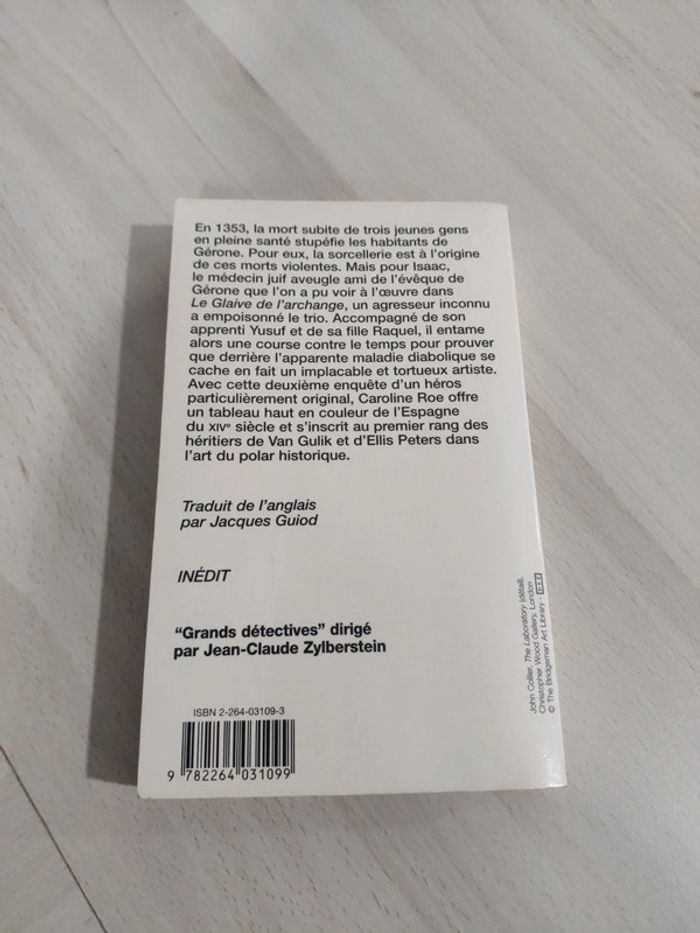 En 1353, la mort subite de trois jeunes gens
en pleine santé stupéfie les habitants de
Gérone. Pour eux, la sorcellerie est à l'origine
de ces morts violentes. Mais pour Isaac,
le médecin juif aveugle ami de l'évêque de
Gérone que l'on a pu voir à l'œuvre dans
Le Glaive de l'archange, un agresseur inconnu
a empoisonné le trio. Accompagné de son
apprenti Yusuf et de sa fille Raquel, il entame
alors une course contre le temps pour prouver
que derrière l'apparente maladie diabolique se
cache en fait un implacable et tortueux artiste.
Avec cette deuxième enquête d'un héros
particulièrement original, Caroline Roe offre
un tableau haut en couleur de l'Espagne
du XIVe siècle et s'inscrit au premier rang des
héritiers de Van Gulik et d'Ellis Peters dans
l'art du polar historique.
Traduit de l'anglais
par Jacques Guiod
INÉDIT
“Grands détectives” dirigé
par Jean-Claude Zylberstein
ISBN 2-264-03109-3
9 782264 031099
John Collier, The Laboratory (détail),
Christopher Wood Gallery, London
© The Bridgeman Art Library -